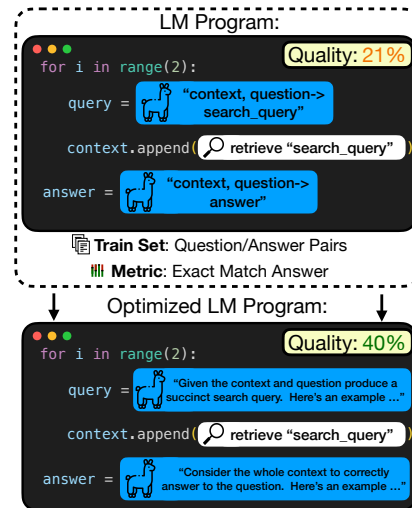 LM Program:
Quality: 21%
for i in range(2):
query = “context, question->
search_query”
context.append( retrieve “search_query” )
answer = “context, question->
answer”
Train Set: Question/Answer Pairs
Metric: Exact Match Answer
Optimized LM Program:
Quality: 40%
for i in range(2):
query = “Given the context and question produce a
succinct search query. Here’s an example ...”
context.append( retrieve “search_query” )
answer = “Consider the whole context to correctly
answer to the question. Here’s an example ...”